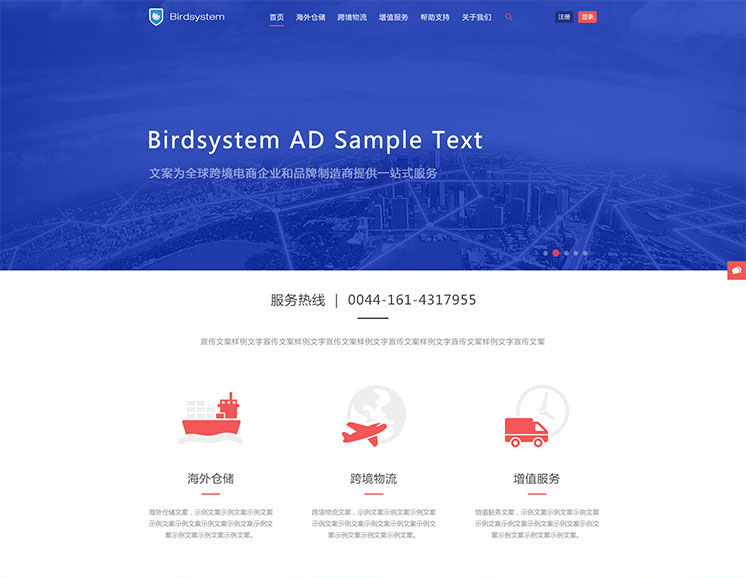 Birdsystem
首页 海外仓储 跨境物流 增值服务 帮助支持 关于我们
注册 登录
Birdsystem AD Sample Text
文案为全球跨境电商企业和品牌制造商提供一站式服务
服务热线 | 0044-161-4317955
宣传文案样例文字宣传文案样例文字宣传文案样例文字宣传文案样例文字宣传文案样例文字宣传文案
海外仓储
海外仓储文案，示例文案示例文案示例文案
示例文案示例文案示例文案示例文案示例文
案示例文案示例文案示例文案。
跨境物流
跨境物流文案，示例文案示例文案示例文案
示例文案示例文案示例文案示例文案示例文
案示例文案示例文案示例文案。
增值服务
增值服务文案，示例文案示例文案示例文案
示例文案示例文案示例文案示例文案示例文
案示例文案示例文案示例文案。